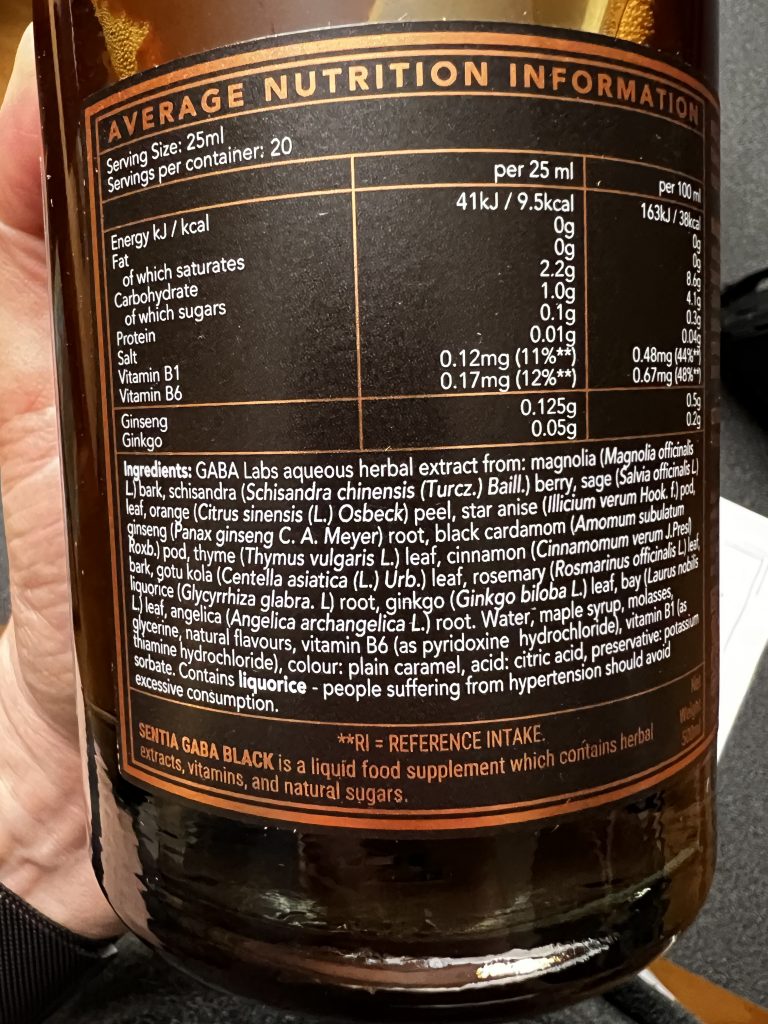 AVERAGE NUTRITION INFORMATION
Serving Size: 25ml
Servings per container: 20
per 25 ml per 100 ml
Energy kJ / kcal 41kJ / 9.5kcal 163kJ / 38kcal
Fat 0g 0g
of which saturates 0g 0g
Carbohydrate 2.2g 8.6g
of which sugars 1.0g 4.1g
Protein 0.1g 0.3g
Salt 0.01g 0.04g
Vitamin B1 0.12mg (11%**) 0.48mg (44%**)
Vitamin B6 0.17mg (12%**) 0.67mg (48%**)
Ginseng 0.125g 0.5g
Ginkgo 0.05g 0.2g
Ingredients: GABA Labs aqueous herbal extract from: magnolia (Magnolia officinalis
L) bark, schisandra (Schisandra chinensis (Turcz.) Baill.) berry, sage (Salvia officinalis L)
leaf, orange (Citrus sinensis (L.) Osbeck) peel, star anise (Illicium verum Hook. f.) pod,
ginseng (Panax ginseng C. A. Meyer) root, black cardamom (Amomum subulatum
Roxb.) pod, thyme (Thymus vulgaris L.) leaf, cinnamon (Cinnamomum verum J.Presl)
bark, gotu kola (Centella asiatica (L.) Urb.) leaf, rosemary (Rosmarinus officinalis L) leaf,
liquorice (Glycyrrhiza glabra. L) root, ginkgo (Ginkgo biloba L.) leaf, bay (Laurus nobilis
L) leaf, angelica (Angelica archangelica L.) root. Water, maple syrup, molasses,
glycerine, natural flavours, vitamin B6 (as pyridoxine hydrochloride), vitamin B1 (as
thiamine hydrochloride), colour: plain caramel, acid: citric acid, preservative: potassium
sorbate. Contains liquorice - people suffering from hypertension should avoid
excessive consumption.
**RI = REFERENCE INTAKE.
SENTIA GABA BLACK is a liquid food supplement which contains herbal
extracts, vitamins, and natural sugars.
Net
Weight
500ml